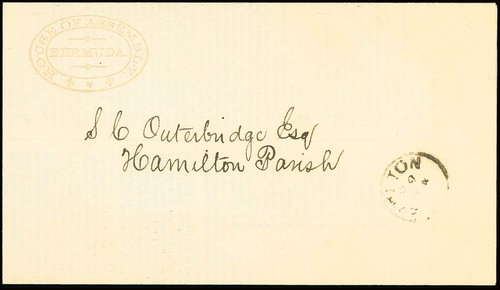 HOUSE OF ASSEMBLY,
BERMUDA.
S C Outerbridge Esq
Hamilton Parish